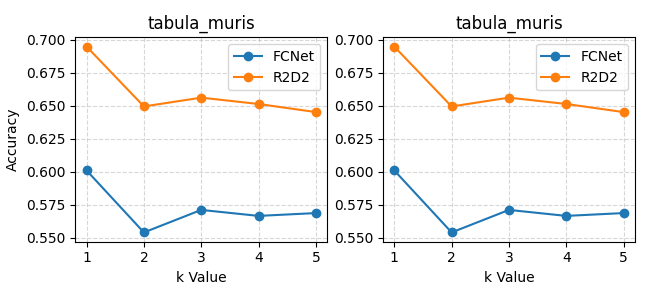 tabula_muris
0.700
0.675
0.650
0.625
0.600
0.575
0.550
Accuracy
1 2 3 4 5
k Value
FCNet
R2D2
tabula_muris
0.700
0.675
0.650
0.625
0.600
0.575
0.550
1 2 3 4 5
k Value
FCNet
R2D2